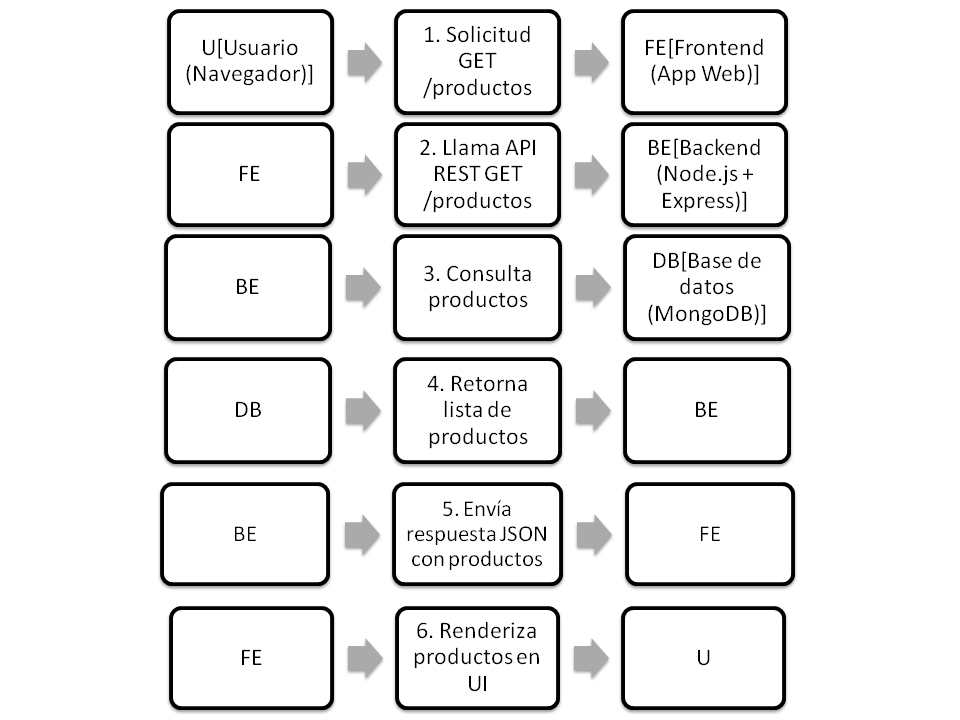 U[Usuario
(Navegador)]
1. Solicitud
GET
/productos
FE[Frontend
(App Web)]
FE
2. Llama API
REST GET
/productos
BE[Backend
(Node.js +
Express)]
BE
3. Consulta
productos
DB[Base de
datos
(MongoDB)]
DB
4. Retorna
lista de
productos
BE
BE
5. Envía
respuesta JSON
con productos
FE
FE
6. Renderiza
productos en
UI
U